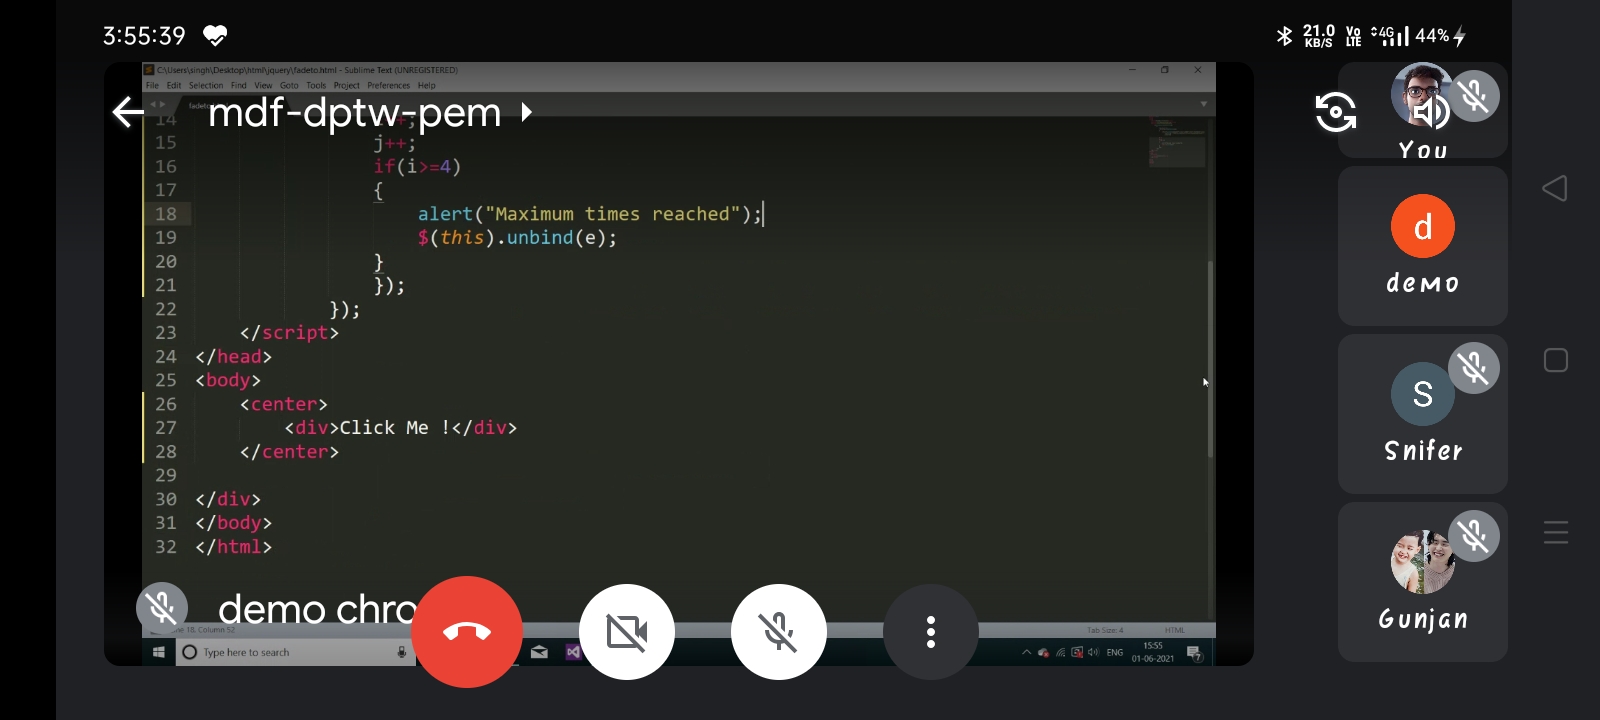 3:55:39
21.0 KB/S Vo LTE 4G 44%
C:\Users\singh\Desktop\html\jquery\fadeto.html - Sublime Text (UNREGISTERED)
File Edit Selection Find View Goto Tools Project Preferences Help
mdf-dptw-pem
14 ++;
15 j++;
16 if(i>=4)
17 {
18 alert("Maximum times reached");
19 $(this).unbind(e);
20 }
21 });
22 });
23 </script>
24 </head>
25 <body>
26 <center>
27 <div>Click Me !</div>
28 </center>
29
30 </div>
31 </body>
32 </html>
You
d
demo
S
Snifer
Gunjan
demo chro
18, Column 52
Tab Size: 4 HTML
Type here to search
ENG
15:55
01-06-2021
7